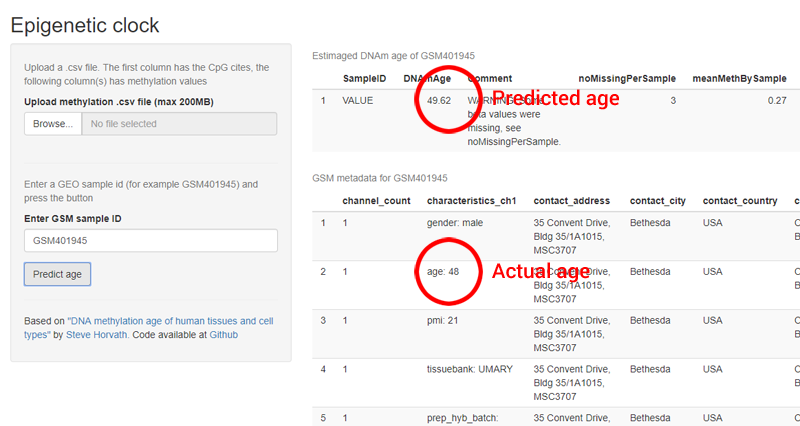 Epigenetic clock
Upload a .csv file. The first column has the CpG cites, the
following column(s) has methylation values
Upload methylation .csv file (max 200MB)
Browse... No file selected
Enter a GEO sample id (for example GSM401945) and
press the button
Enter GSM sample ID
GSM401945
Predict age
Based on "DNA methylation age of human tissues and cell
types" by Steve Horvath. Code available at Github
Estimaged DNAm age of GSM401945
SampleID DNAmAge Comment noMissingPerSample meanMethBySample
1 VALUE 49.62 WARNING: Some 3 0.27
beta values were
missing, see
noMissingPerSample.
Predicted age
GSM metadata for GSM401945
channel_count characteristics_ch1 contact_address contact_city contact_country
1 1 gender: male 35 Convent Drive, Bethesda USA
Bldg 35/1A1015,
MSC3707
2 1 age: 48 35 Convent Drive, Bethesda USA
Bldg 35/1A1015,
MSC3707
Actual age
3 1 pmi: 21 35 Convent Drive, Bethesda USA
Bldg 35/1A1015,
MSC3707
4 1 tissuebank: UMARY 35 Convent Drive, Bethesda USA
Bldg 35/1A1015,
MSC3707
5 1 prep_hyb_batch: 35 Convent Drive, Bethesda USA